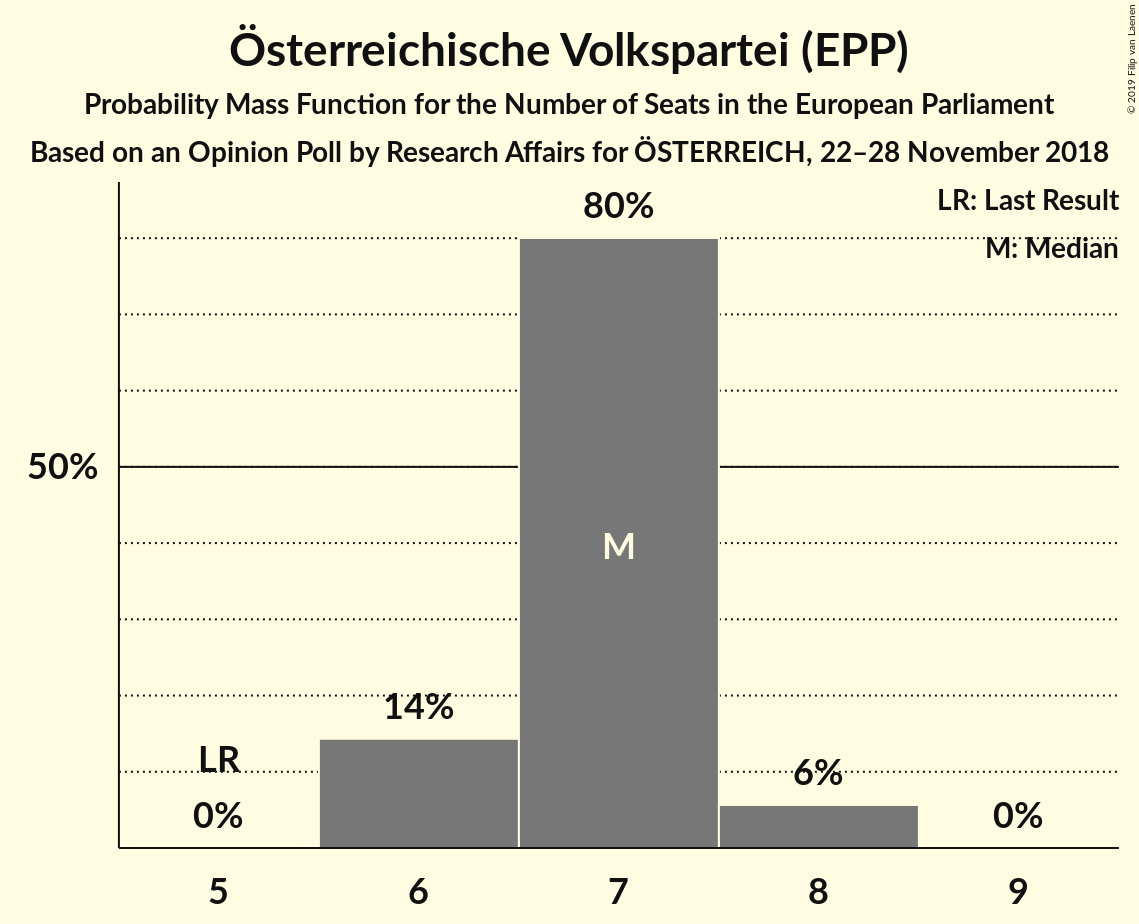 Österreichische Volkspartei (EPP)
Probability Mass Function for the Number of Seats in the European Parliament
Based on an Opinion Poll by Research Affairs for ÖSTERREICH, 22–28 November 2018
© 2019 Filip van Laenen
LR: Last Result
M: Median
80%
50%
M
14%
LR
6%
0%
0%
5
6
7
8
9